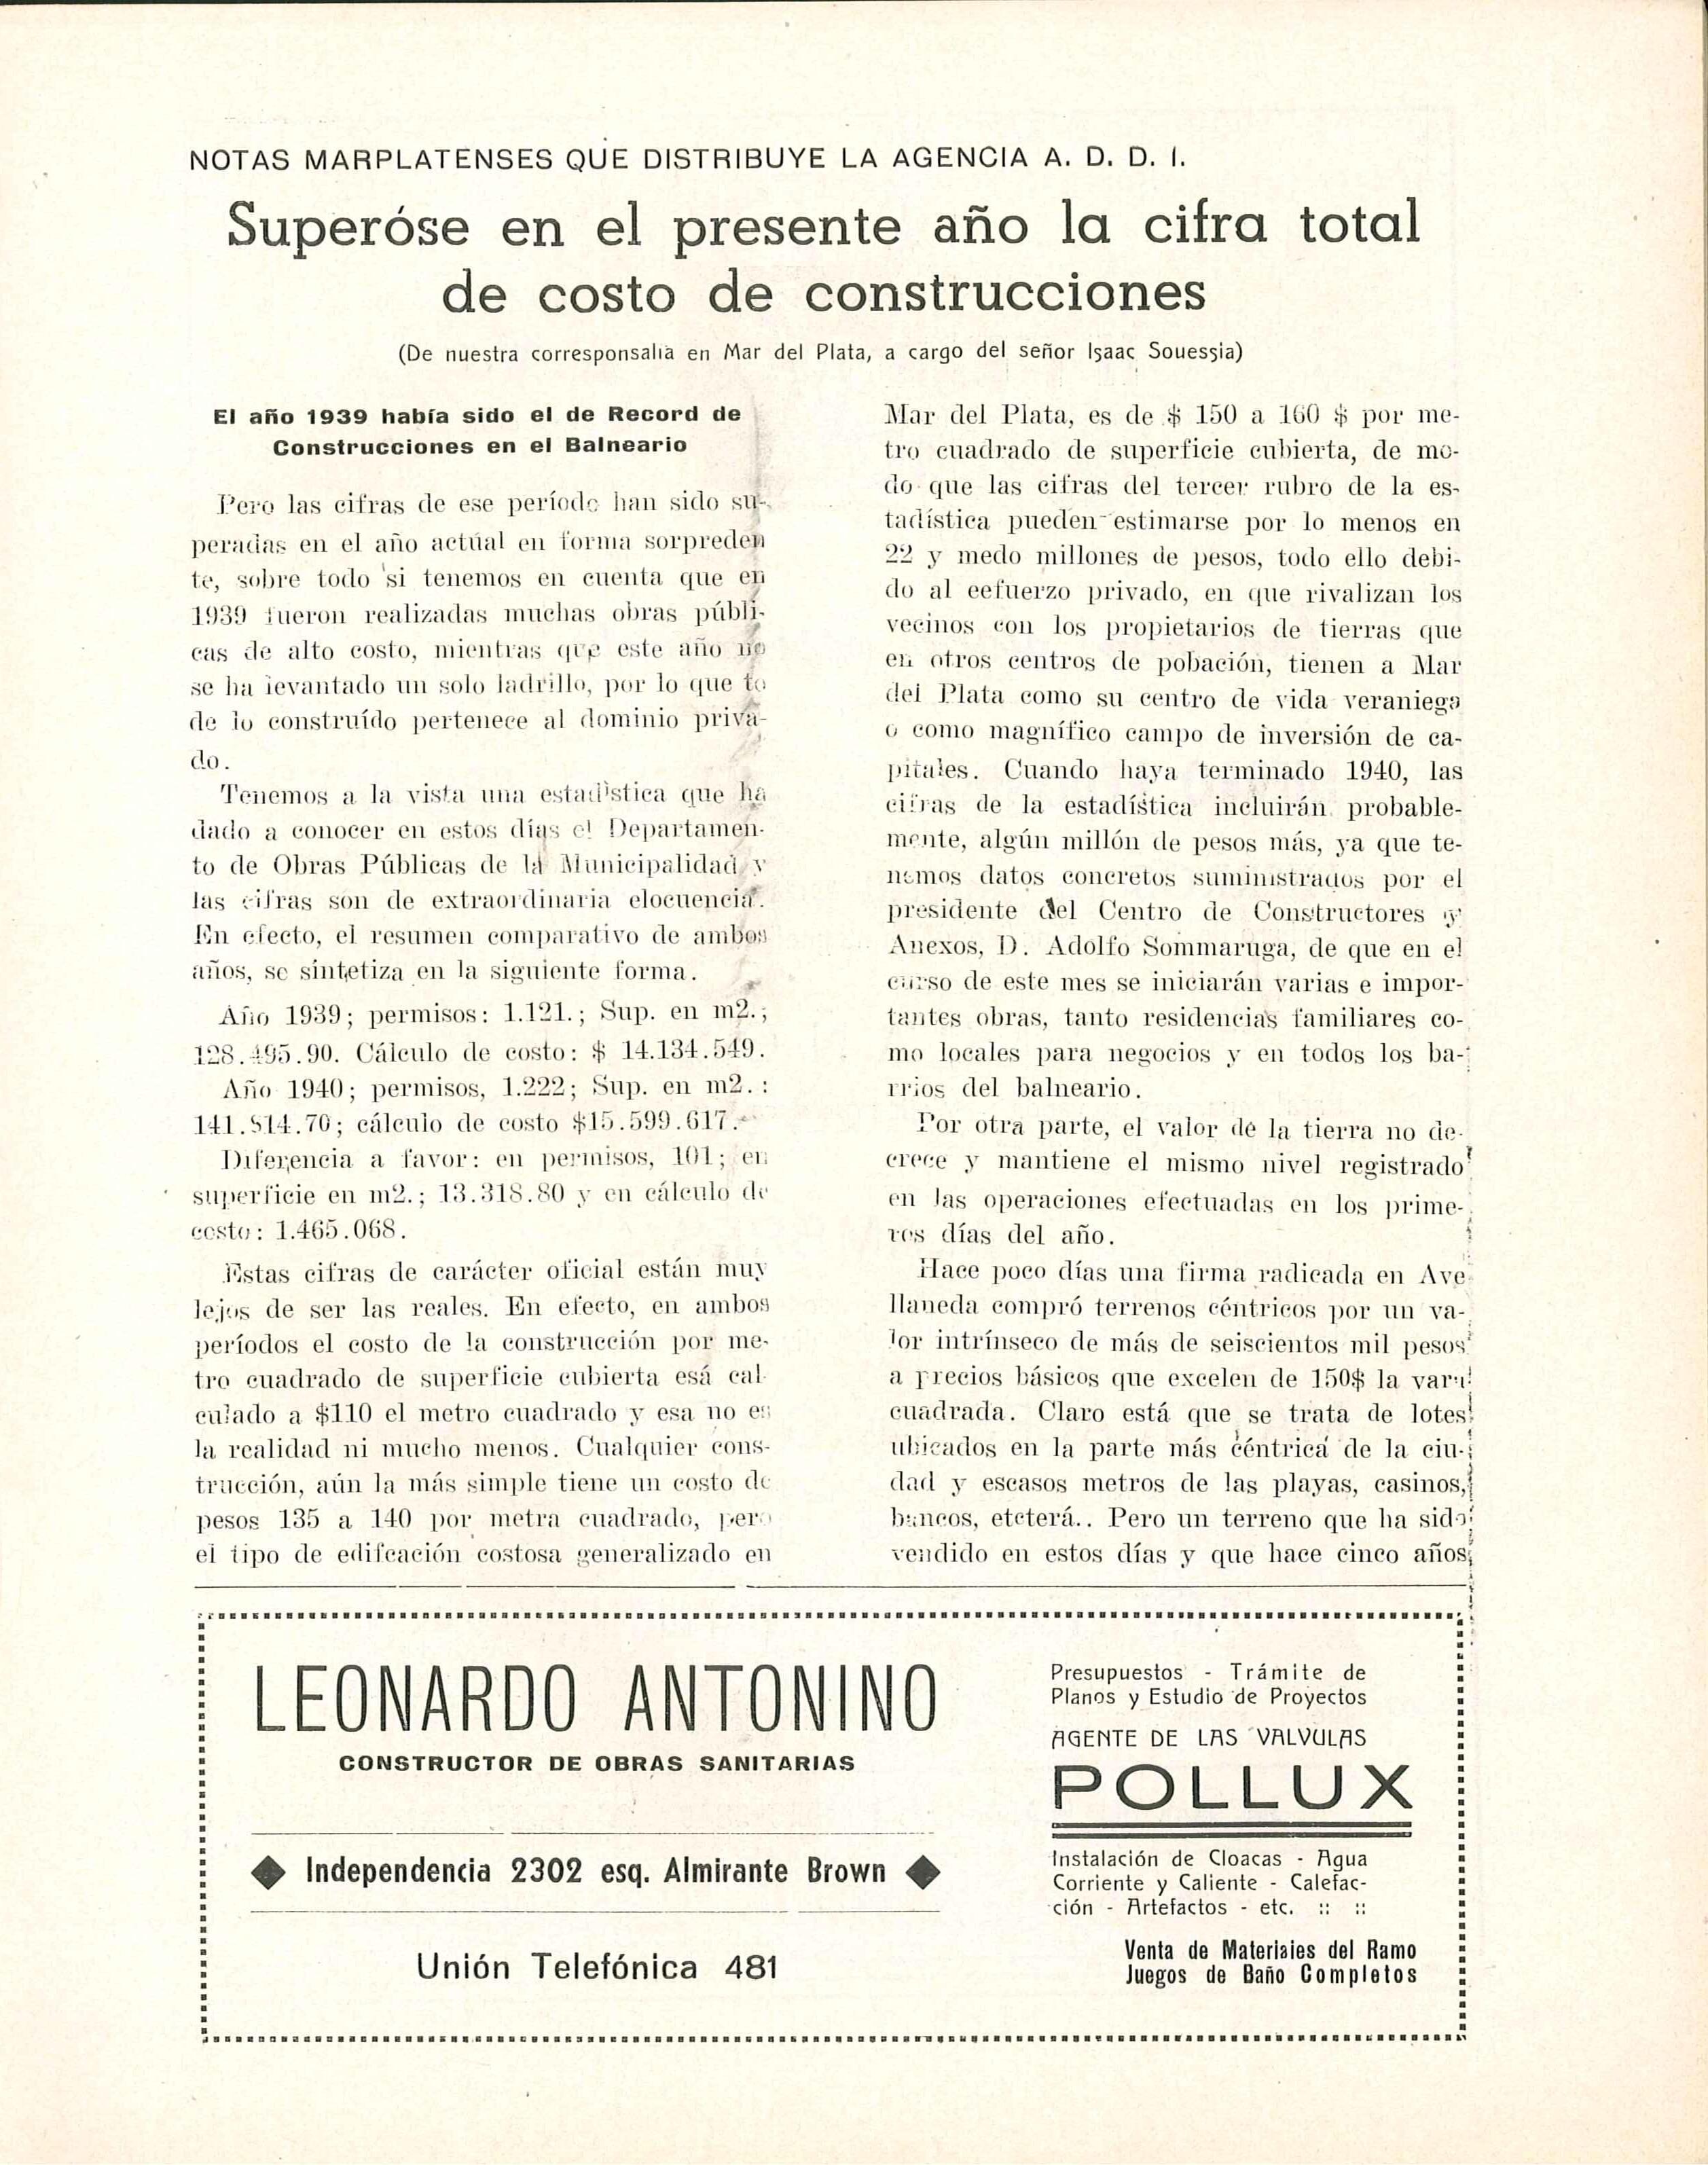 NOTAS MARPLATENSES QUE DISTRIBUYE LA AGENCIA A. D. D. I.
Superóse en el presente año la cifra total
de costo de construcciones
(De nuestra corresponsalia en Mar del Plata, a cargo del señor Isaac Souessia)
El año 1939 había sido el de Record de
Construcciones en el Balneario
Pero las cifras de ese período han sido su-
peradas en el año actúal en forma sorpreden
te, sobre todo si tenemos en cuenta que en
1939 fueron realizadas muchas obras públi-
cas de alto costo, mientras que este año no
se ha levantado un solo ladrillo, por lo que to
do lo construído pertenece al dominio priva-
do.
Tenemos a la vista una estadística que ha
dado a conocer en estos días el Departamen-
to de Obras Públicas de la Municipalidad y
las cifras son de extraordinaria elocuencia.
En efecto, el resumen comparativo de ambos
años, se sintetiza en la siguiente forma.
Año 1939; permisos: 1.121.; Sup. en m2.;
128.495.90. Cálculo de costo: $ 14.134.549.
Año 1940; permisos, 1.222; Sup. en m2. :
141.814.70; cálculo de costo $15.599.617.-
Diferencia a favor: en permisos, 101; en
superficie en m2.; 13.318.80 y en cálculo de
costo: 1.465.068.
Estas cifras de carácter oficial están muy
lejos de ser las reales. En efecto, en ambos
períodos el costo de la construcción por me-
tro cuadrado de superficie cubierta esá cal
culado a $110 el metro cuadrado y esa no es
la realidad ni mucho menos. Cualquier cons-
trucción, aún la más simple tiene un costo de
pesos 135 a 140 por metra cuadrado, pero
el tipo de edifcación costosa generalizado en
Mar del Plata, es de $ 150 a 160 $ por me-
tro cuadrado de superficie cubierta, de mo-
do que las cifras del tercer rubro de la es-
tadística pueden estimarse por lo menos en
22 y medo millones de pesos, todo ello debi-
do al eefuerzo privado, en que rivalizan los
vecinos con los propietarios de tierras que
en otros centros de pobación, tienen a Mar
del Plata como su centro de vida veraniega
o como magnífico campo de inversión de ca-
pitales. Cuando haya terminado 1940, las
cifras de la estadística incluirán probable-
mente, algún millón de pesos más, ya que te-
nemos datos concretos suministrados por el
presidente del Centro de Constructores y
Anexos, D. Adolfo Sommaruga, de que en el
curso de este mes se iniciarán varias e impor-
tantes obras, tanto residencias familiares co-
mo locales para negocios y en todos los ba-
rrios del balneario.
Por otra parte, el valor de la tierra no de-
crece y mantiene el mismo nivel registrado
en las operaciones efectuadas en los prime-
ros días del año.
Hace poco días una firma radicada en Ave
llaneda compró terrenos céntricos por un va-
lor intrínseco de más de seiscientos mil pesos
a precios básicos que excelen de 150$ la vara
cuadrada. Claro está que se trata de lotes
ubicados en la parte más céntrica de la ciu-
dad y escasos metros de las playas, casinos,
bancos, etcterá.. Pero un terreno que ha sido
vendido en estos días y que hace cinco años
LEONARDO ANTONINO
CONSTRUCTOR DE OBRAS SANITARIAS
◆ Independencia 2302 esq. Almirante Brown ◆
Unión Telefónica 481
Presupuestos - Trámite de
Planos y Estudio de Proyectos
AGENTE DE LAS VALVULAS
POLLUX
Instalación de Cloacas - Agua
Corriente y Caliente - Calefac-
ción - Artefactos - etc. :: ::
Venta de Materiales del Ramo
Juegos de Baño Completos